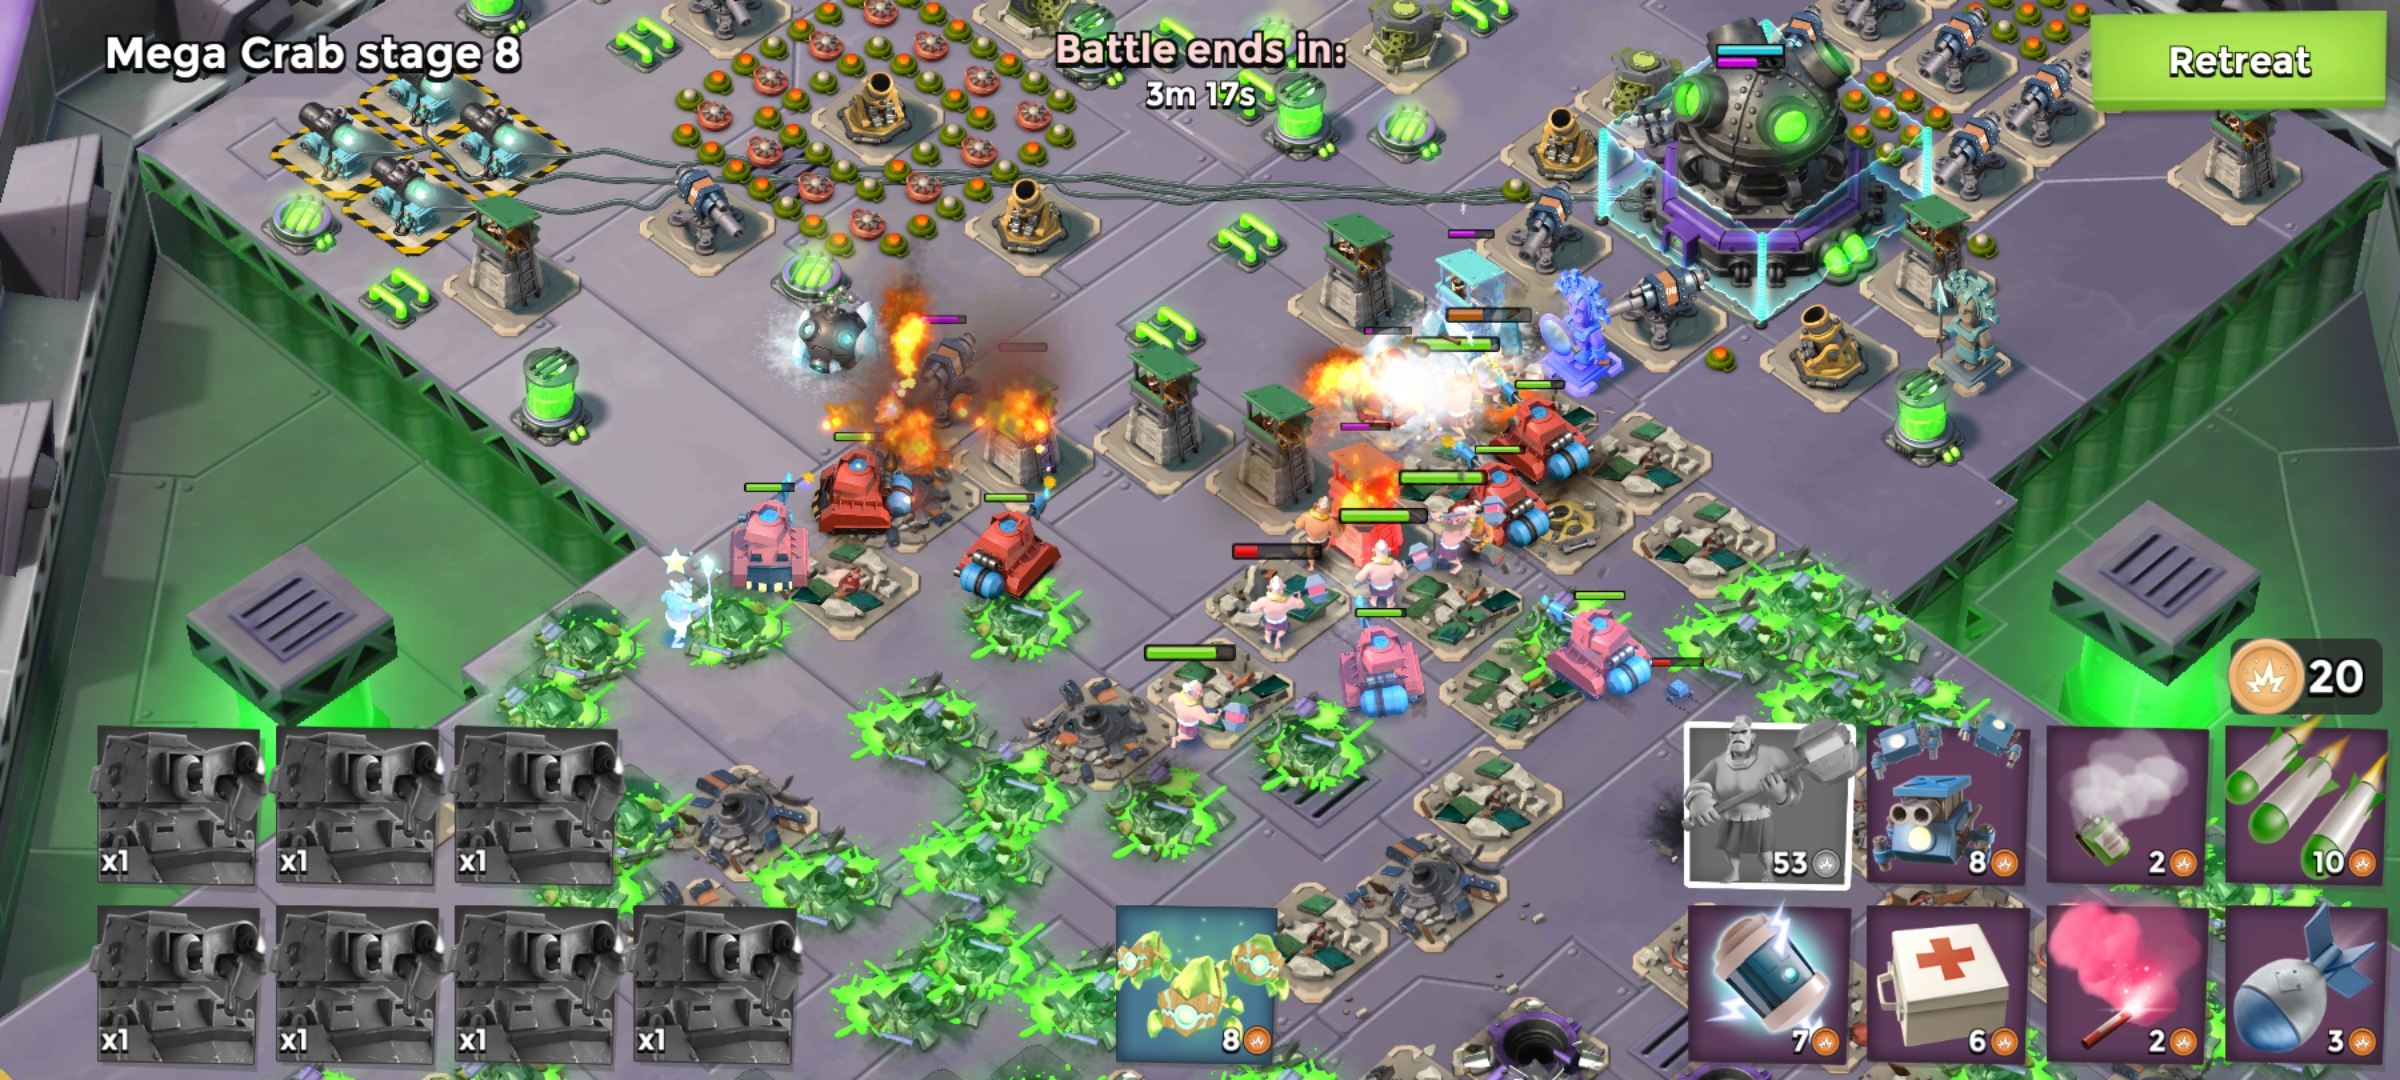 Mega Crab stage 8
Battle ends in:
3m 17s
Retreat
20
x1
x1
x1
53
8
2
10
x1
x1
x1
x1
8
7
6
2
3